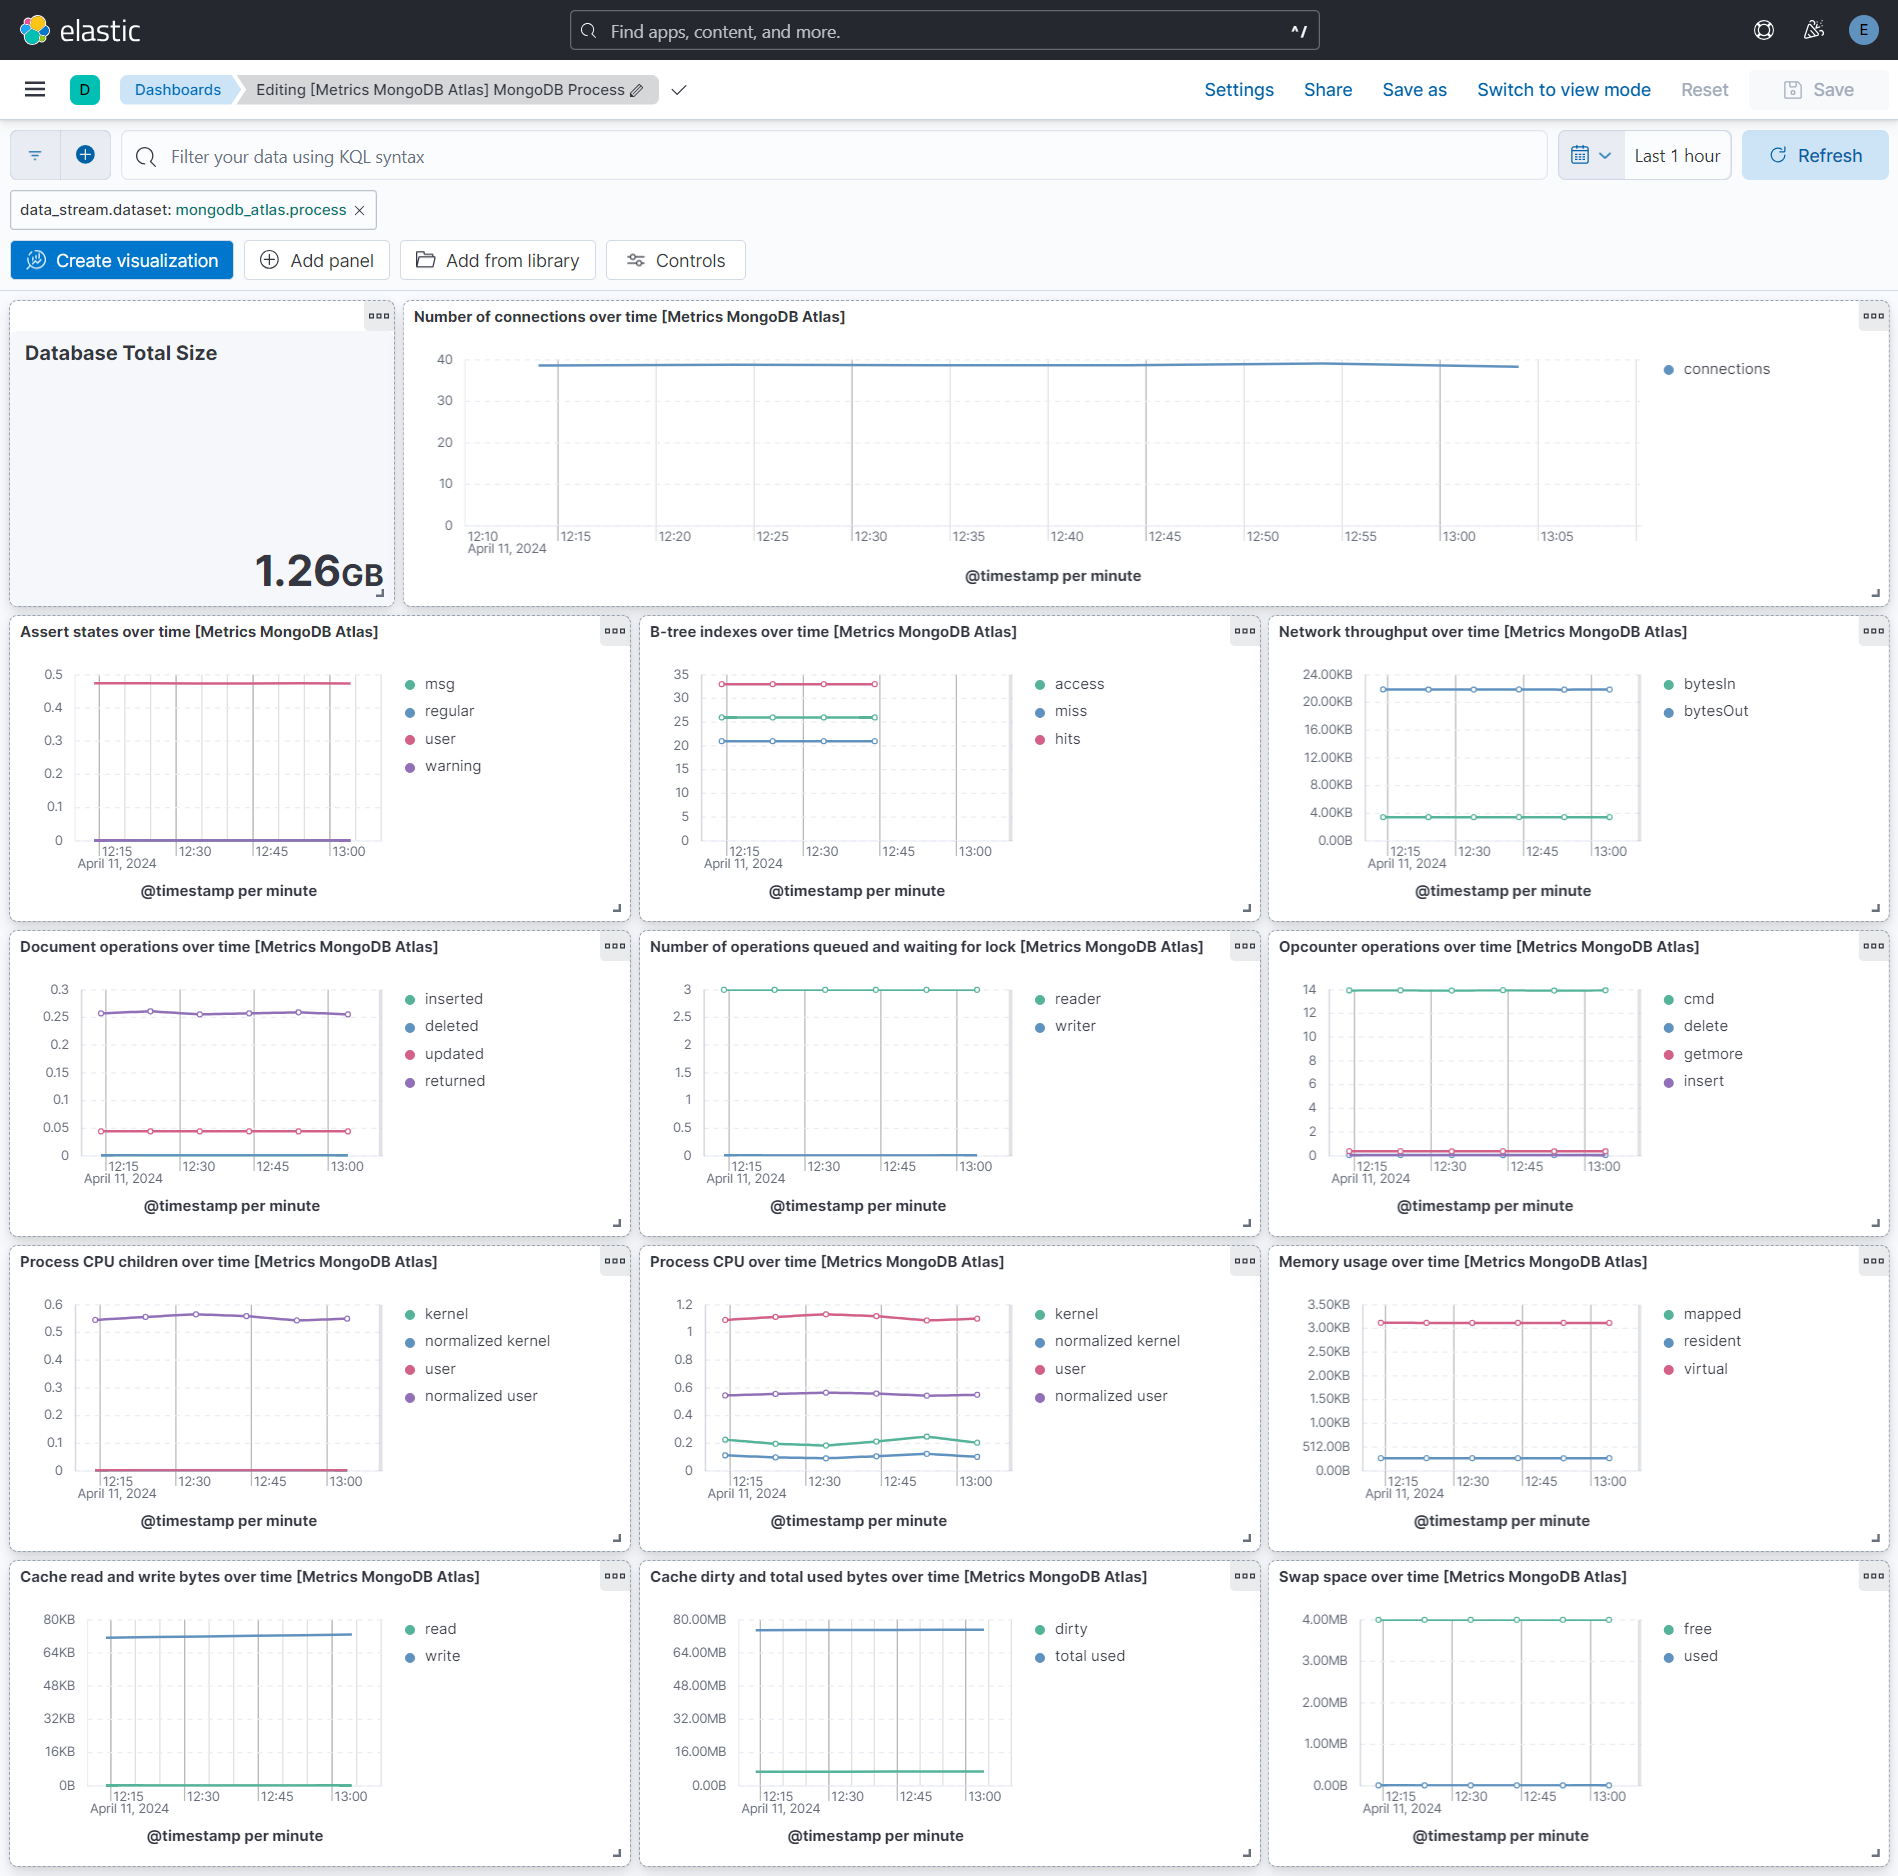 elastic
Find apps, content, and more.
^/
E
D
Dashboards
Editing [Metrics MongoDB Atlas] MongoDB Process
Settings
Share
Save as
Switch to view mode
Reset
Save
Filter your data using KQL syntax
Last 1 hour
Refresh
data_stream.dataset: mongodb_atlas.process
Create visualization
Add panel
Add from library
Controls
Database Total Size
1.26GB
Number of connections over time [Metrics MongoDB Atlas]
40
30
20
10
0
12:10 12:15 12:20 12:25 12:30 12:35 12:40 12:45 12:50 12:55 13:00 13:05
April 11, 2024
@timestamp per minute
connections
Assert states over time [Metrics MongoDB Atlas]
0.5
0.4
0.3
0.2
0.1
0
12:15 12:30 12:45 13:00
April 11, 2024
@timestamp per minute
msg
regular
user
warning
B-tree indexes over time [Metrics MongoDB Atlas]
35
30
25
20
15
10
5
0
12:15 12:30 12:45 13:00
April 11, 2024
@timestamp per minute
access
miss
hits
Network throughput over time [Metrics MongoDB Atlas]
24.00KB
20.00KB
16.00KB
12.00KB
8.00KB
4.00KB
0.00B
12:15 12:30 12:45 13:00
April 11, 2024
@timestamp per minute
bytesIn
bytesOut
Document operations over time [Metrics MongoDB Atlas]
0.3
0.25
0.2
0.15
0.1
0.05
0
12:15 12:30 12:45 13:00
April 11, 2024
@timestamp per minute
inserted
deleted
updated
returned
Number of operations queued and waiting for lock [Metrics MongoDB Atlas]
3
2.5
2
1.5
1
0.5
0
12:15 12:30 12:45 13:00
April 11, 2024
@timestamp per minute
reader
writer
Opcounter operations over time [Metrics MongoDB Atlas]
14
12
10
8
6
4
2
0
12:15 12:30 12:45 13:00
April 11, 2024
@timestamp per minute
cmd
delete
getmore
insert
Process CPU children over time [Metrics MongoDB Atlas]
0.6
0.5
0.4
0.3
0.2
0.1
0
12:15 12:30 12:45 13:00
April 11, 2024
@timestamp per minute
kernel
normalized kernel
user
normalized user
Process CPU over time [Metrics MongoDB Atlas]
1.2
1
0.8
0.6
0.4
0.2
0
12:15 12:30 12:45 13:00
April 11, 2024
@timestamp per minute
kernel
normalized kernel
user
normalized user
Memory usage over time [Metrics MongoDB Atlas]
3.50KB
3.00KB
2.50KB
2.00KB
1.50KB
1.00KB
512.00B
0.00B
12:15 12:30 12:45 13:00
April 11, 2024
@timestamp per minute
mapped
resident
virtual
Cache read and write bytes over time [Metrics MongoDB Atlas]
80KB
64KB
48KB
32KB
16KB
0B
12:15 12:30 12:45 13:00
April 11, 2024
@timestamp per minute
read
write
Cache dirty and total used bytes over time [Metrics MongoDB Atlas]
80.00MB
64.00MB
48.00MB
32.00MB
16.00MB
0.00B
12:15 12:30 12:45 13:00
April 11, 2024
@timestamp per minute
dirty
total used
Swap space over time [Metrics MongoDB Atlas]
4.00MB
3.00MB
2.00MB
1.00MB
0.00B
12:15 12:30 12:45 13:00
April 11, 2024
@timestamp per minute
free
used